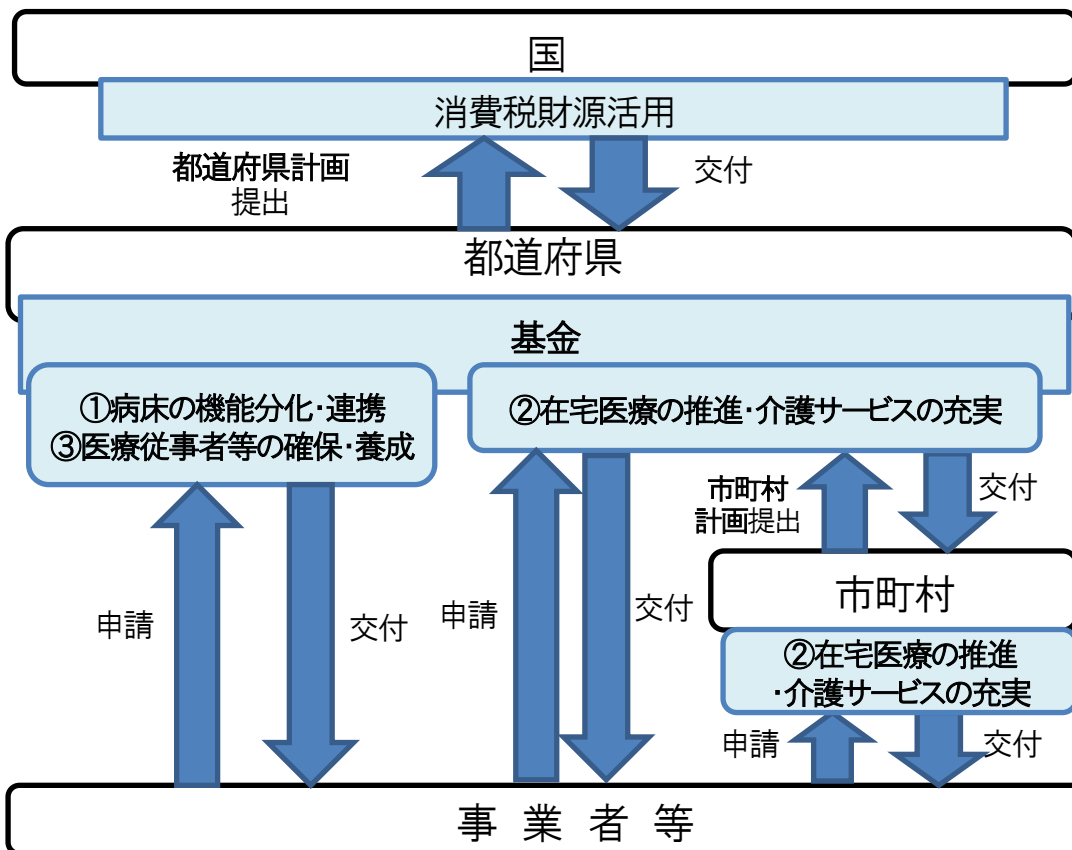 国
消費税財源活用
都道府県計画
提出
交付
都道府県
基金
①病床の機能分化・連携
③医療従事者等の確保・養成
②在宅医療の推進・介護サービスの充実
市町村
計画提出
交付
市町村
②在宅医療の推進
・介護サービスの充実
申請
交付
申請
交付
申請
交付
事業者等